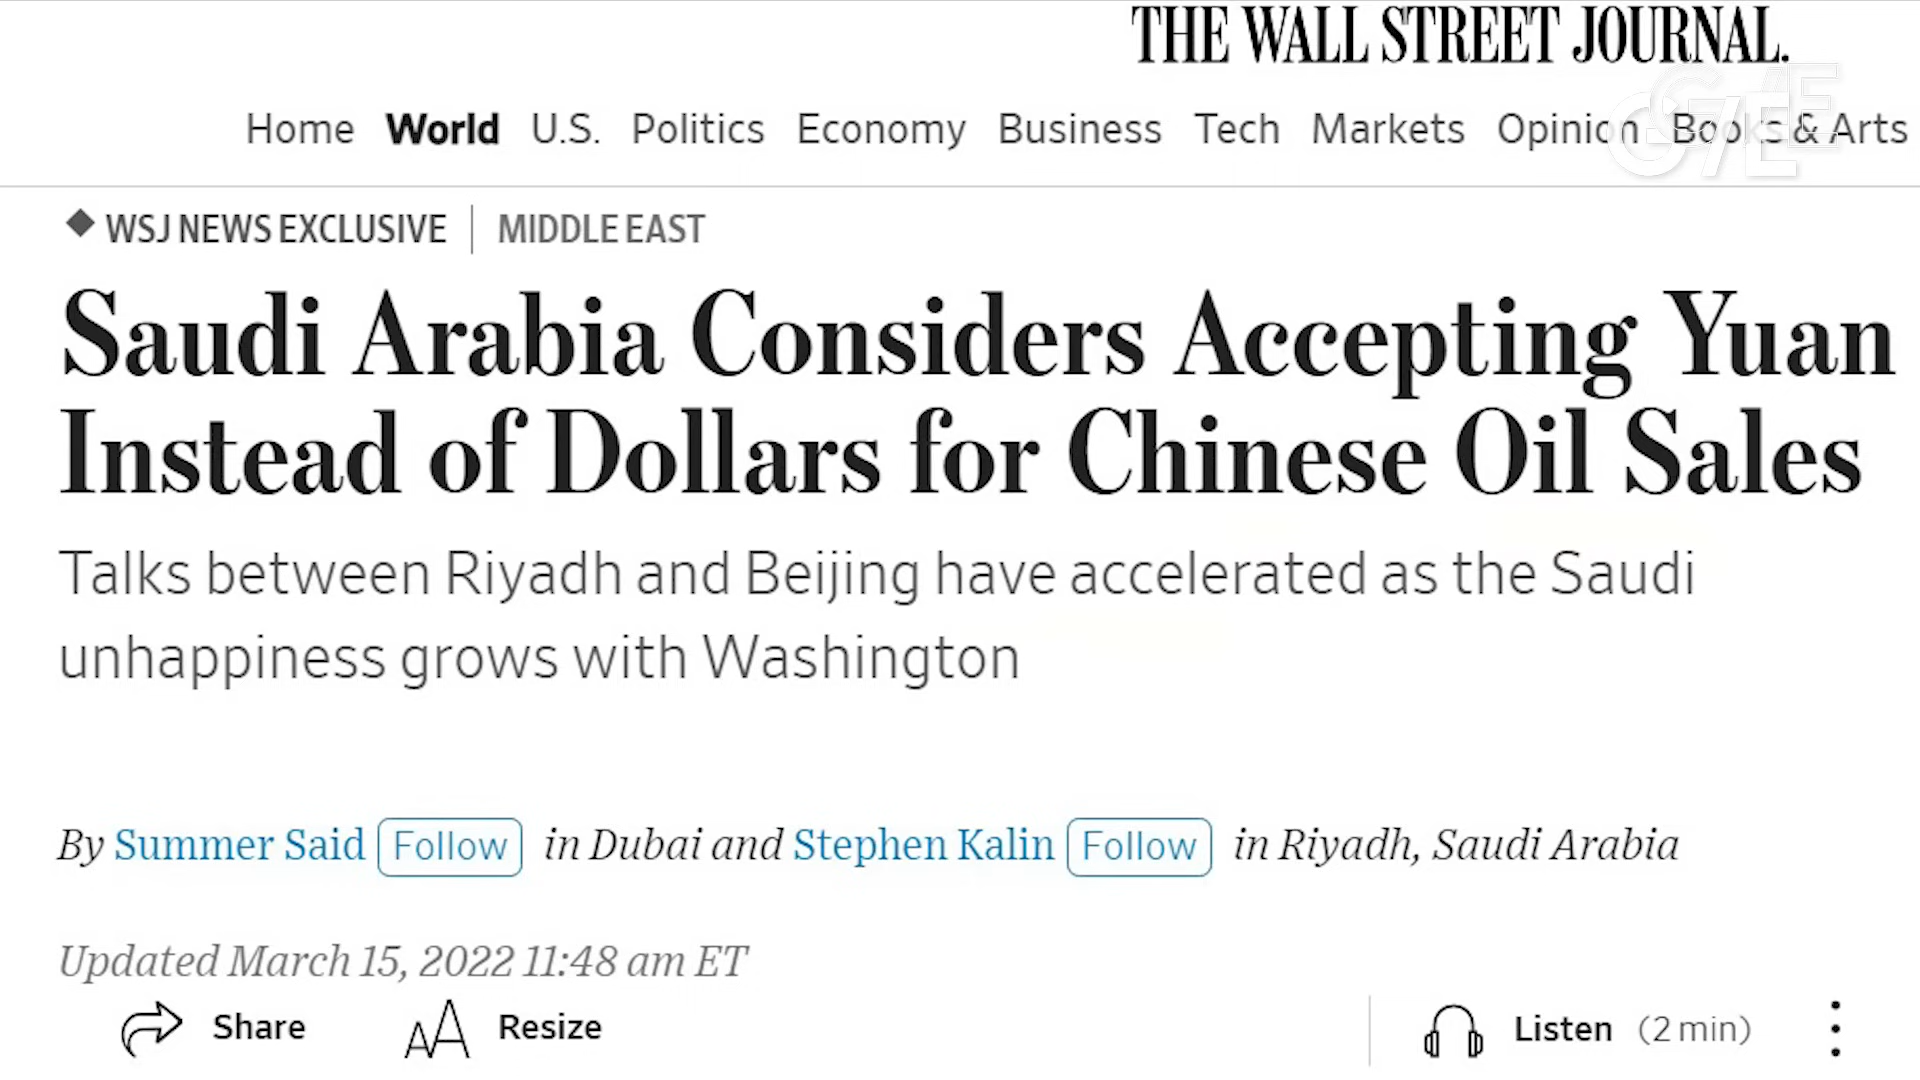 THE WALL STREET JOURNAL.
G7E
Home World U.S. Politics Economy Business Tech Markets Opinion Books & Arts
WSJ NEWS EXCLUSIVE | MIDDLE EAST
Saudi Arabia Considers Accepting Yuan
Instead of Dollars for Chinese Oil Sales
Talks between Riyadh and Beijing have accelerated as the Saudi
unhappiness grows with Washington
By Summer Said Follow in Dubai and Stephen Kalin Follow in Riyadh, Saudi Arabia
Updated March 15, 2022 11:48 am ET
Share AA Resize Listen (2 min)